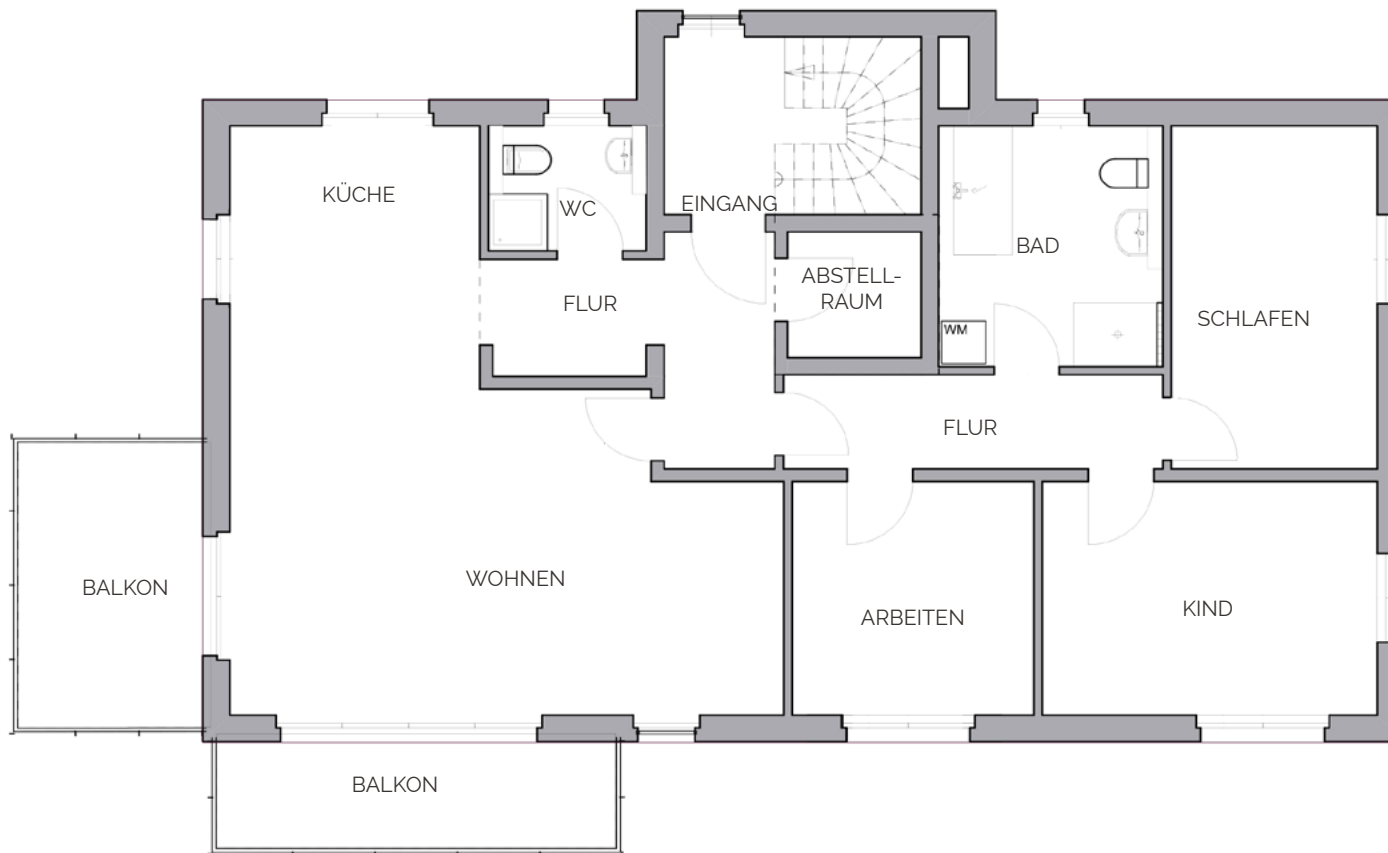 KÜCHE
WC
EINGANG
BAD
ABSTELL-
RAUM
FLUR
SCHLAFEN
WM
FLUR
WOHNEN
BALKON
ARBEITEN
KIND
BALKON